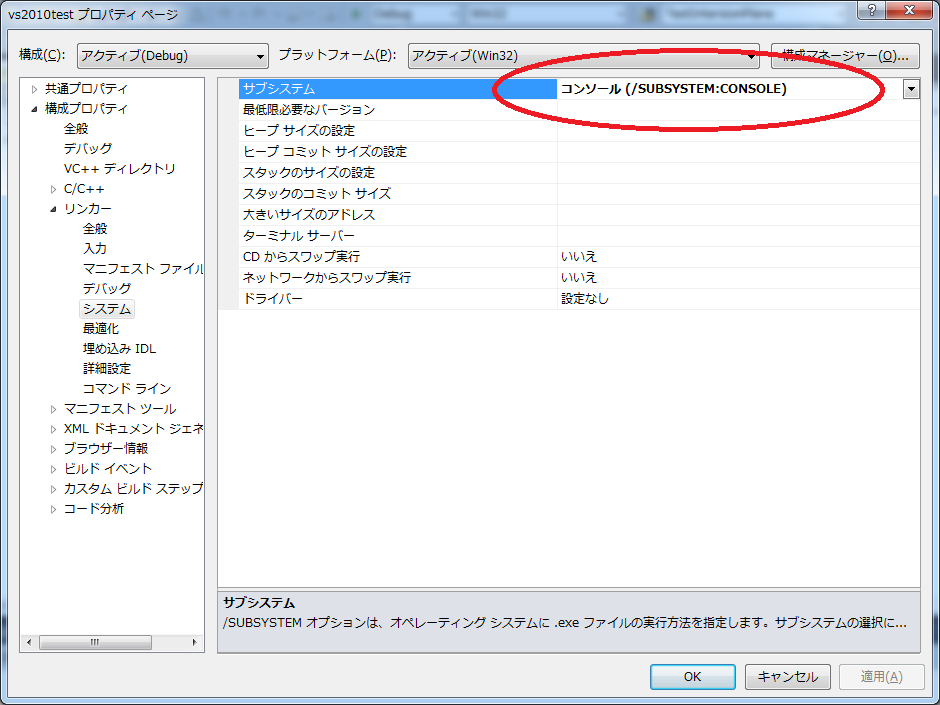 vs2010test プロパティ ページ
構成(C): アクティブ(Debug) プラットフォーム(P): アクティブ(Win32) 構成マネージャー(O)...
共通プロパティ
構成プロパティ
全般
デバッグ
VC++ ディレクトリ
C/C++
リンカー
全般
入力
マニフェスト ファイル
デバッグ
システム
最適化
埋め込み IDL
詳細設定
コマンド ライン
マニフェスト ツール
XML ドキュメント ジェネ
ブラウザー情報
ビルド イベント
カスタム ビルド ステップ
コード分析
サブシステム コンソール (/SUBSYSTEM:CONSOLE)
最低限必要なバージョン
ヒープ サイズの設定
ヒープ コミット サイズの設定
スタックのサイズの設定
スタックのコミット サイズ
大きいサイズのアドレス
ターミナル サーバー
CD からスワップ実行 いいえ
ネットワークからスワップ実行 いいえ
ドライバー 設定なし
サブシステム
/SUBSYSTEM オプションは、オペレーティング システムに .exe ファイルの実行方法を指定します。サブシステムの選択に...
OK キャンセル 適用(A)